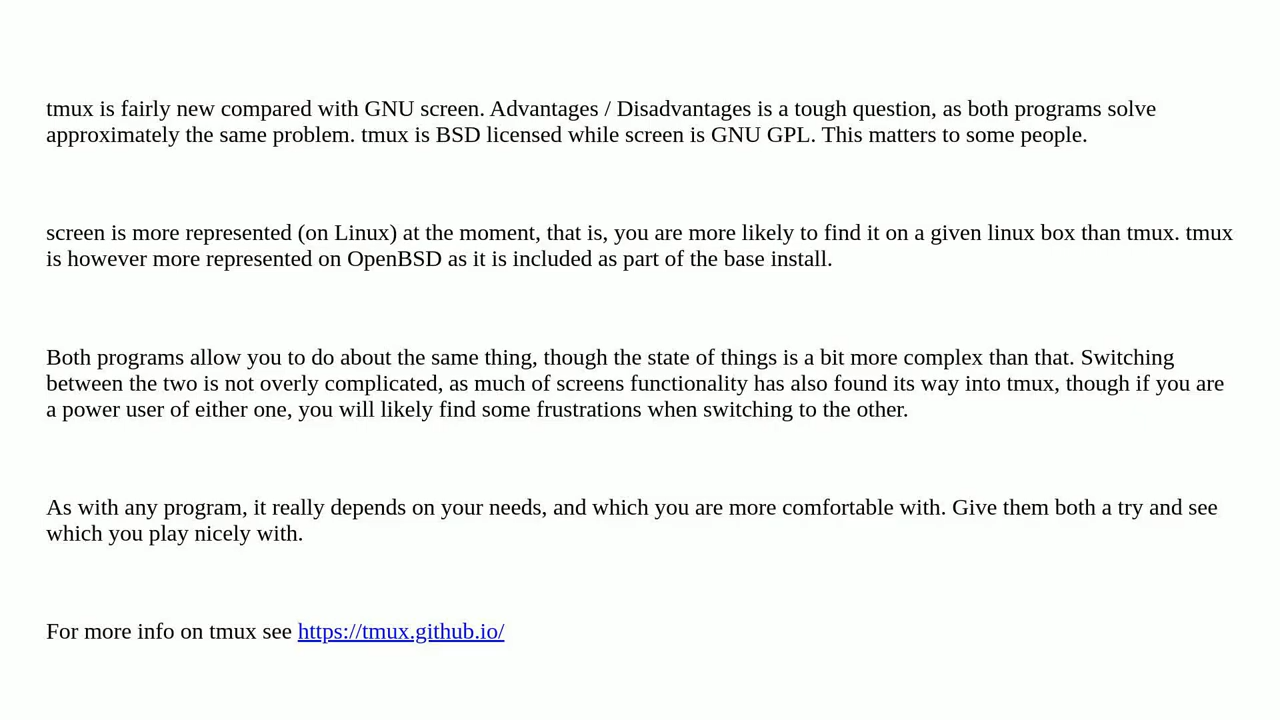 tmux is fairly new compared with GNU screen. Advantages / Disadvantages is a tough question, as both programs solve
approximately the same problem. tmux is BSD licensed while screen is GNU GPL. This matters to some people.
screen is more represented (on Linux) at the moment, that is, you are more likely to find it on a given linux box than tmux. tmux
is however more represented on OpenBSD as it is included as part of the base install.
Both programs allow you to do about the same thing, though the state of things is a bit more complex than that. Switching
between the two is not overly complicated, as much of screens functionality has also found its way into tmux, though if you are
a power user of either one, you will likely find some frustrations when switching to the other.
As with any program, it really depends on your needs, and which you are more comfortable with. Give them both a try and see
which you play nicely with.
For more info on tmux see https://tmux.github.io/